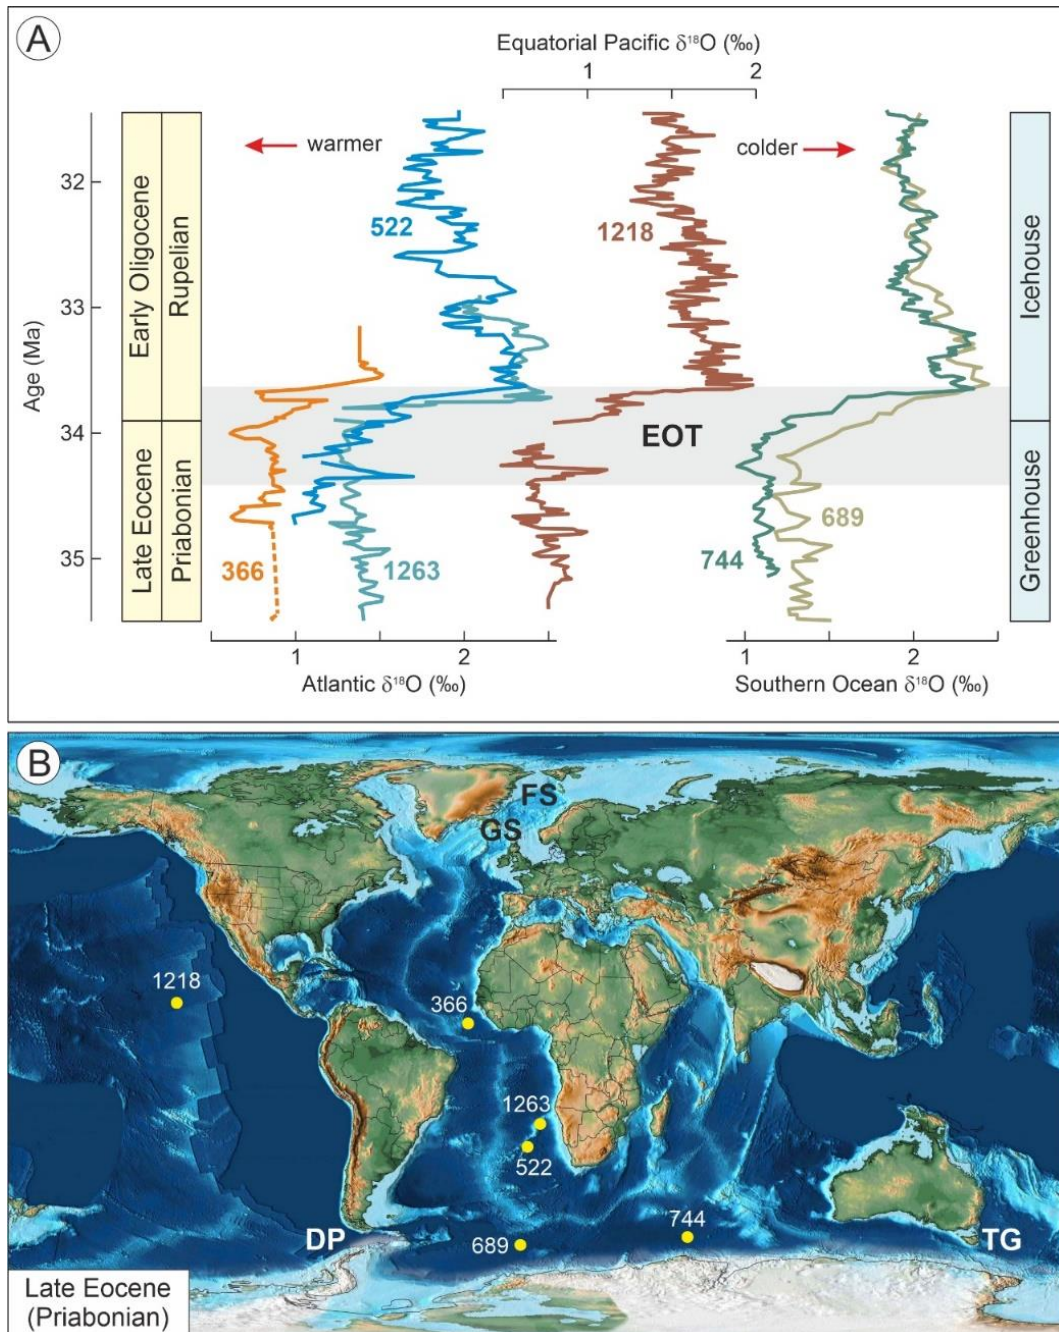 A
Equatorial Pacific δ¹⁸O (‰)
1 2
warmer
colder
Age (Ma)
32
33
34
35
Early Oligocene
Rupelian
Late Eocene
Priabonian
522
1218
EOT
366
1263
744
689
Icehouse
Greenhouse
1 2
Atlantic δ¹⁸O (‰)
1 2
Southern Ocean δ¹⁸O (‰)
B
FS
GS
1218
366
1263
522
DP
689
744
TG
Late Eocene
(Priabonian)